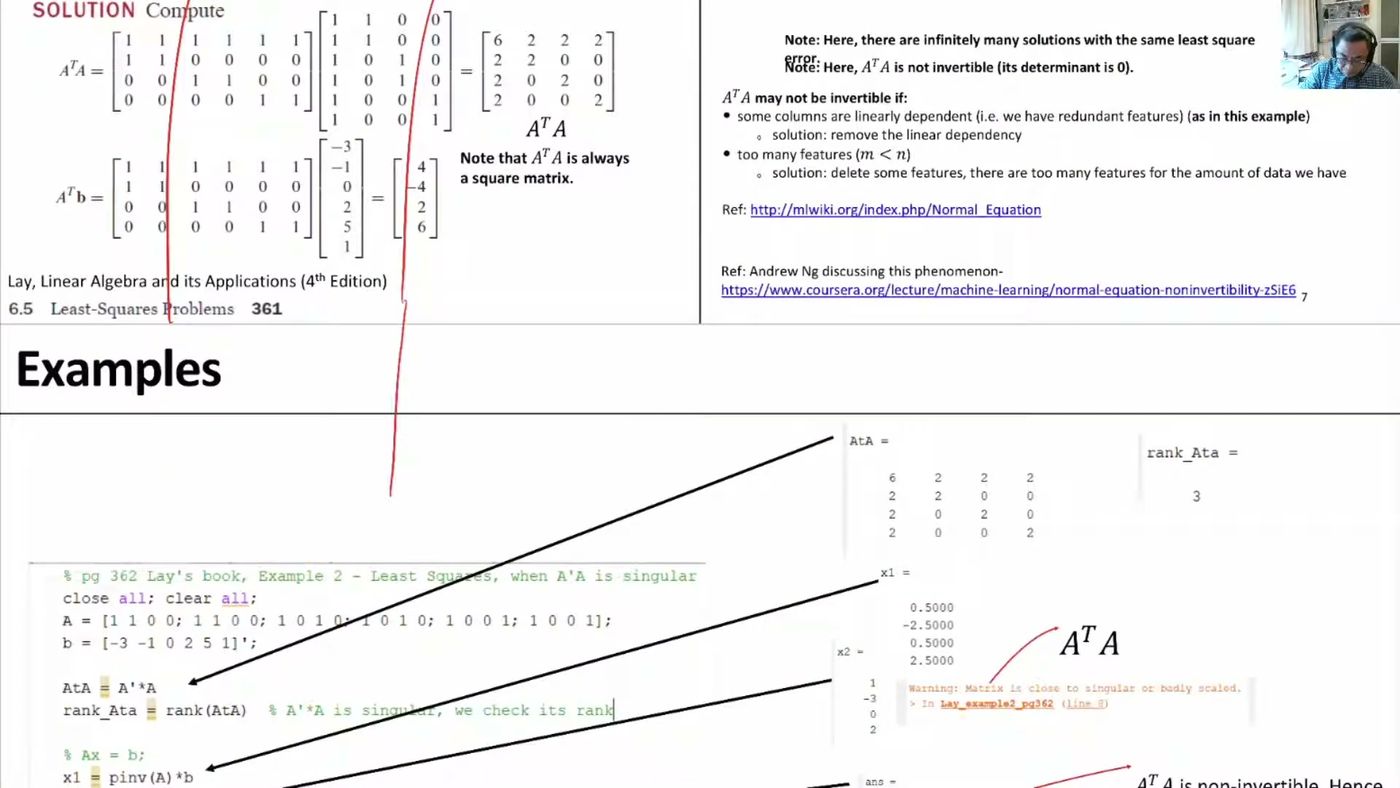 SOLUTION Compute
AᵀA = [1 1 1 1 1 1; 1 1 0 0 0 0; 0 0 1 1 0 0; 0 0 0 0 1 1] [1 1 0 0; 1 1 0 0; 1 0 1 0; 1 0 1 0; 1 0 0 1; 1 0 0 1] = [6 2 2 2; 2 2 0 0; 2 0 2 0; 2 0 0 2]
AᵀA
Note that AᵀA is always
a square matrix.
Aᵀb = [1 1 1 1 1 1; 1 1 0 0 0 0; 0 0 1 1 0 0; 0 0 0 0 1 1] [-3; -1; 0; 2; 5; 1] = [4; -4; 2; 6]
Lay, Linear Algebra and its Applications (4th Edition)
6.5 Least-Squares Problems 361
Note: Here, there are infinitely many solutions with the same least square
error.
Note: Here, AᵀA is not invertible (its determinant is 0).
AᵀA may not be invertible if:
• some columns are linearly dependent (i.e. we have redundant features) (as in this example)
◦ solution: remove the linear dependency
• too many features (m < n)
◦ solution: delete some features, there are too many features for the amount of data we have
Ref: http://mlwiki.org/index.php/Normal_Equation
Ref: Andrew Ng discussing this phenomenon-
https://www.coursera.org/lecture/machine-learning/normal-equation-noninvertibility-zSiE6
7
Examples
% pg 362 Lay's book, Example 2 - Least Squares, when A'A is singular
close all; clear all;
A = [1 1 0 0; 1 1 0 0; 1 0 1 0; 1 0 1 0; 1 0 0 1; 1 0 0 1];
b = [-3 -1 0 2 5 1]';
AtA = A'*A
rank_Ata = rank(AtA) % A'*A is singular, we check its rank
% Ax = b;
x1 = pinv(A)*b
AtA =
6 2 2 2
2 2 0 0
2 0 2 0
2 0 0 2
rank_Ata =
3
x1 =
0.5000
-2.5000
0.5000
2.5000
x2 =
1
-3
0
2
AᵀA
Warning: Matrix is close to singular or badly scaled.
> In Lay_example2_pg362 (line 8)
ans =
AᵀA is non-invertible. Hence